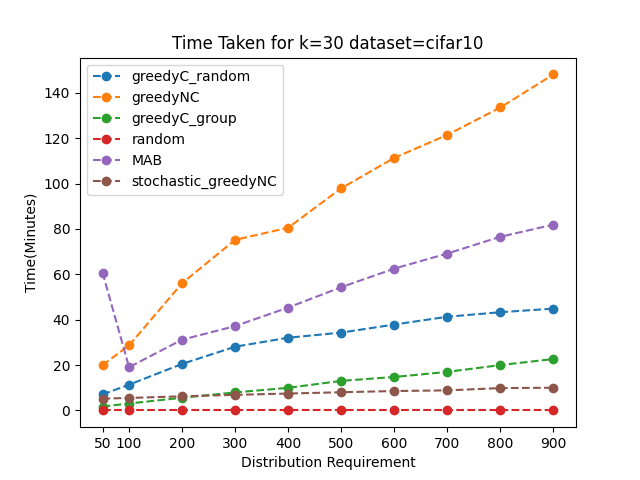 Time Taken for k=30 dataset=cifar10
greedyC_random
greedyNC
greedyC_group
random
MAB
stochastic_greedyNC
Time(Minutes)
140
120
100
80
60
40
20
0
50 100 200 300 400 500 600 700 800 900
Distribution Requirement